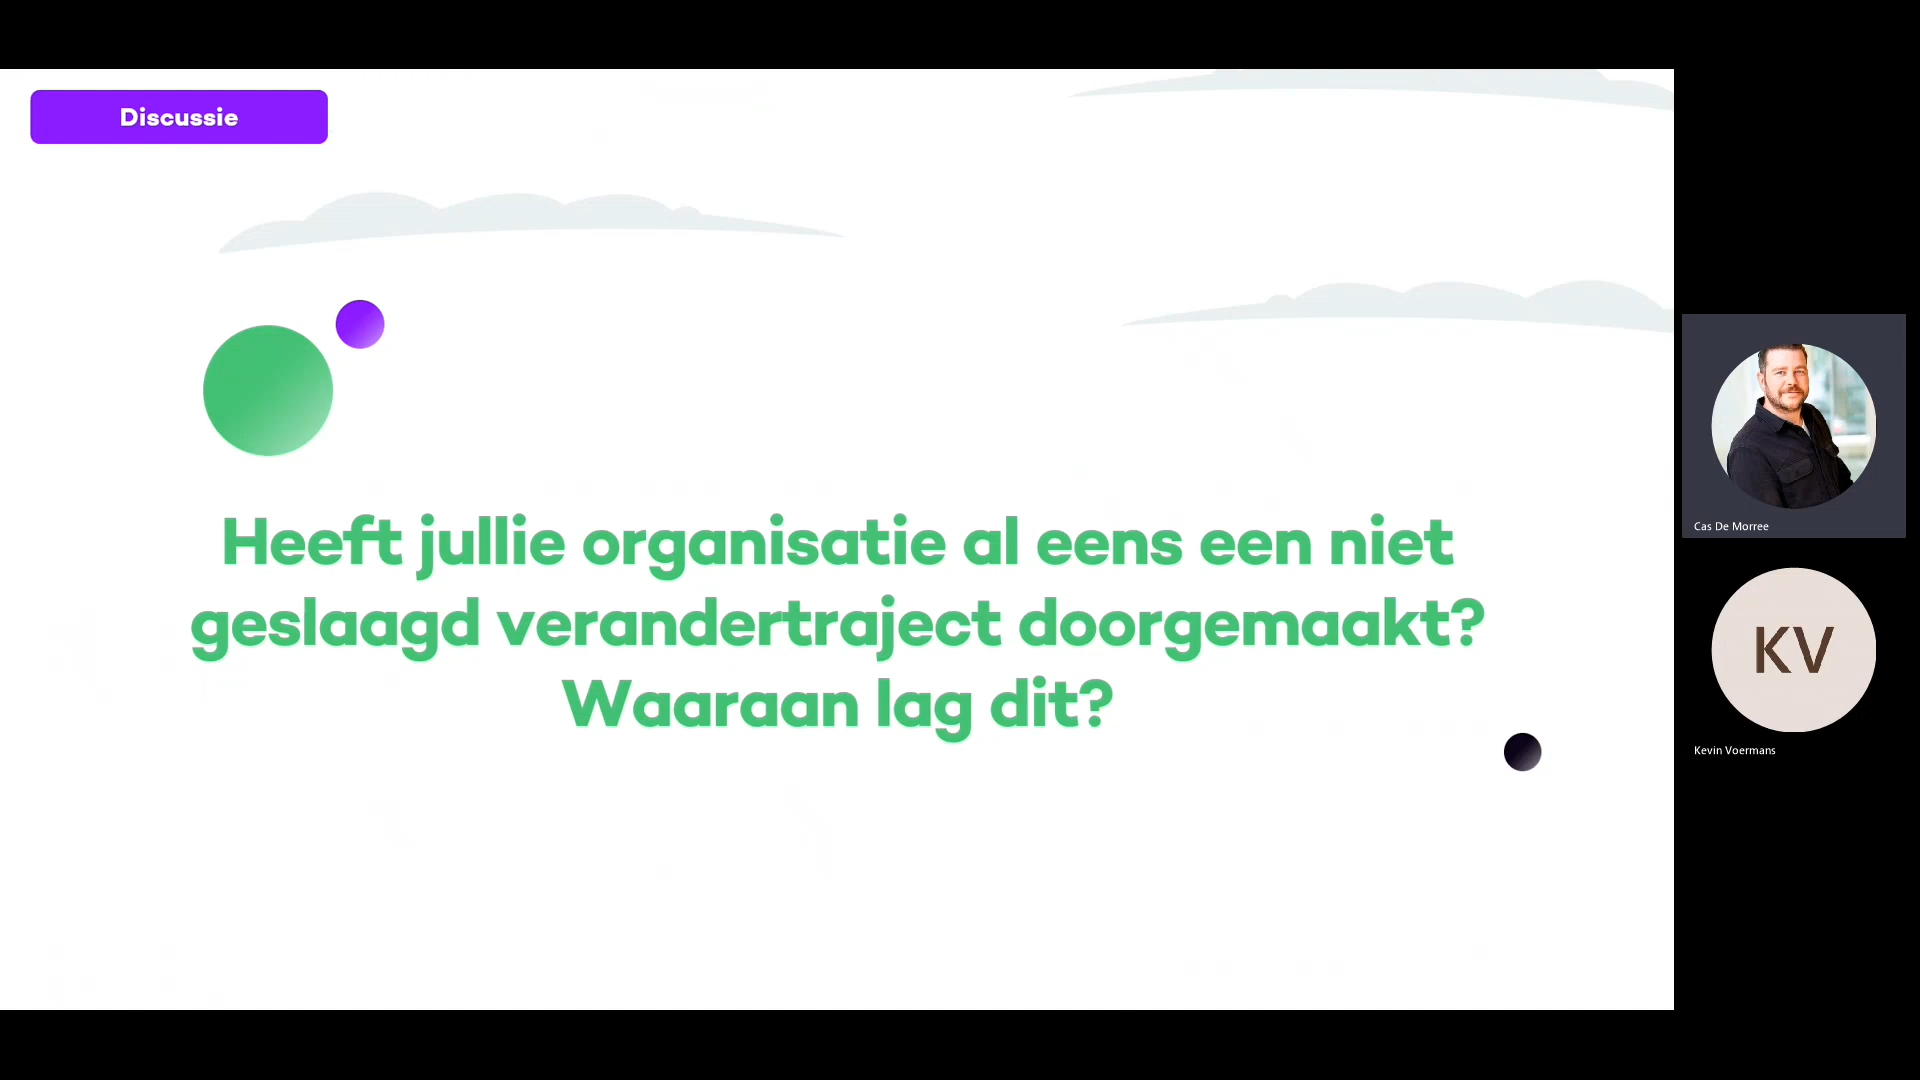 Discussie
Heeft jullie organisatie al eens een niet
geslaagd verandertraject doorgemaakt?
Waaraan lag dit?
Cas De Morree
KV
Kevin Voermans